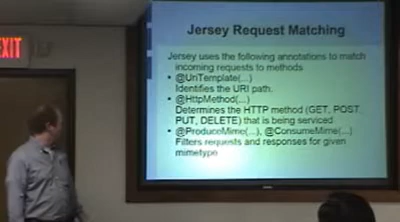 EXIT
Jersey Request Matching
Jersey uses the following annotations to match
incoming requests to methods
• @UriTemplate(...)
Identifies the URI path.
• @HttpMethod(...)
Determines the HTTP method (GET, POST,
PUT, DELETE) that is being serviced
• @ProduceMime(...), @ConsumeMime(...)
Filters requests and responses for given
mimetype